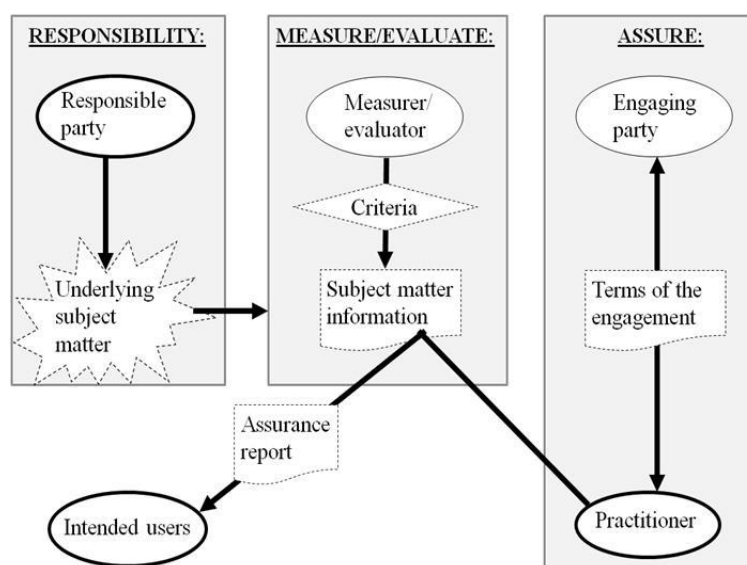 RESPONSIBILITY:
Responsible
party
Underlying
subject
matter
MEASURE/EVALUATE:
Measurer/
evaluator
Criteria
Subject matter
information
ASSURE:
Engaging
party
Terms of the
engagement
Practitioner
Assurance
report
Intended users